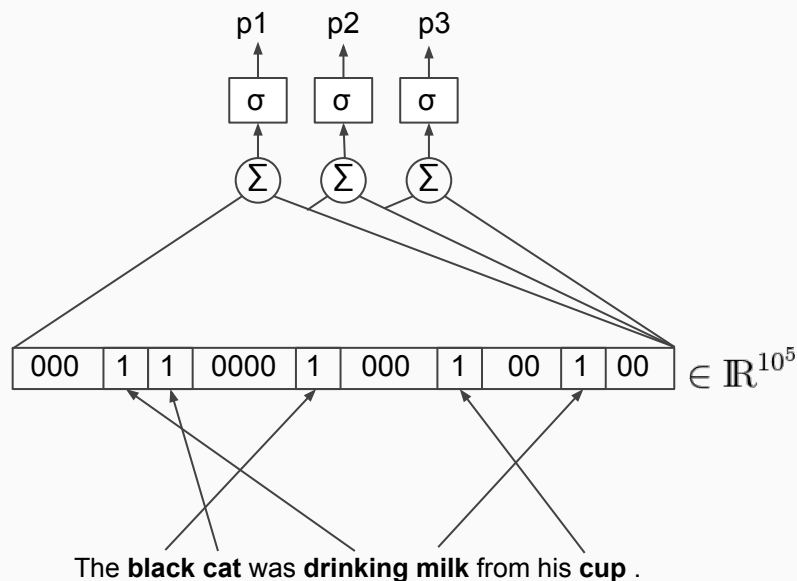 p1 p2 p3
σ σ σ
Σ Σ Σ
000 1 1 0000 1 000 1 00 1 00 ∈ ℝ^{10^5}
The black cat was drinking milk from his cup .